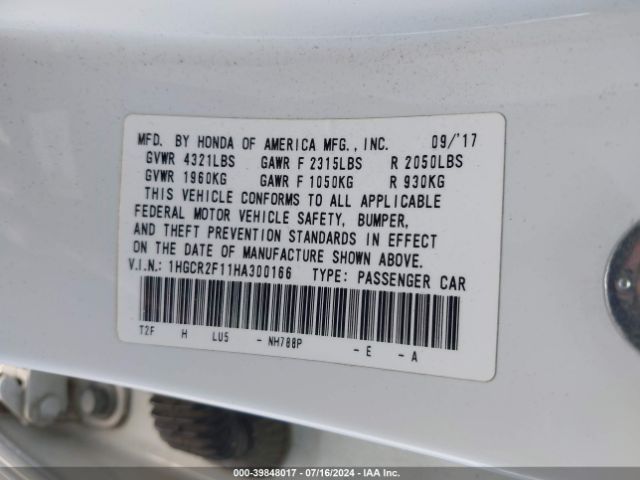 MFD. BY HONDA OF AMERICA MFG., INC. 09/'17
GVWR 4321LBS GAWR F 2315LBS R 2050LBS
GVWR 1960KG GAWR F 1050KG R 930KG
THIS VEHICLE CONFORMS TO ALL APPLICABLE
FEDERAL MOTOR VEHICLE SAFETY, BUMPER,
AND THEFT PREVENTION STANDARDS IN EFFECT
ON THE DATE OF MANUFACTURE SHOWN ABOVE.
V.I.N.: 1HGCR2F11HA300166 TYPE: PASSENGER CAR
T2F H LU5 - NH788P - E - A
000-39848017 - 07/16/2024 - IAA Inc.